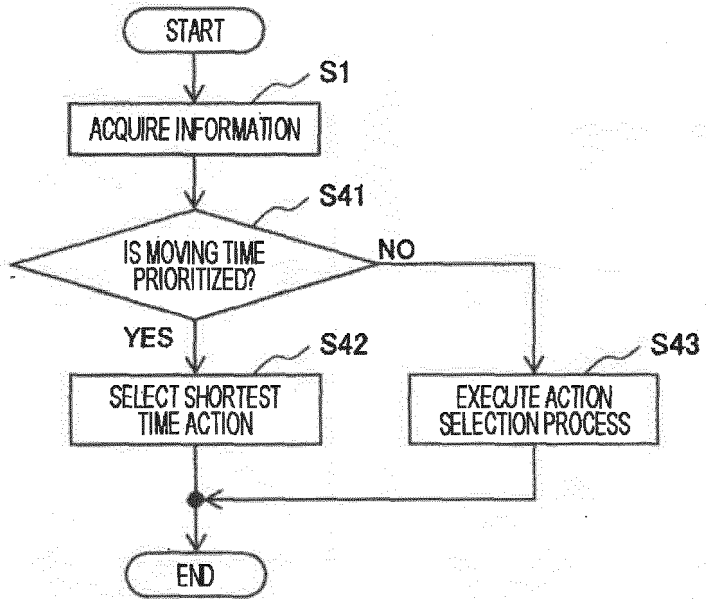 START
S1
ACQUIRE INFORMATION
S41
IS MOVING TIME
PRIORITIZED?
NO
YES
S42
SELECT SHORTEST
TIME ACTION
S43
EXECUTE ACTION
SELECTION PROCESS
END